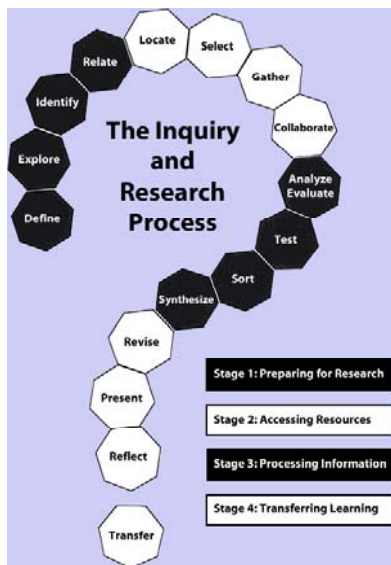 The Inquiry
and
Research
Process
Define
Explore
Identify
Relate
Locate
Select
Gather
Collaborate
Analyze
Evaluate
Test
Sort
Synthesize
Revise
Present
Reflect
Transfer
Stage 1: Preparing for Research
Stage 2: Accessing Resources
Stage 3: Processing Information
Stage 4: Transferring Learning